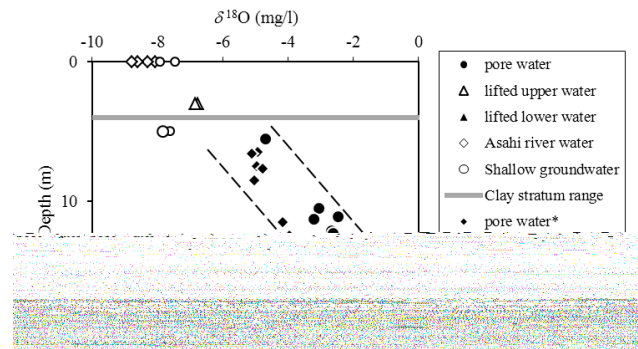 δ18O (mg/l)
-10 -8 -6 -4 -2 0
0
10
Depth (m)
pore water
lifted upper water
lifted lower water
Asahi river water
Shallow groundwater
Clay stratum range
pore water*